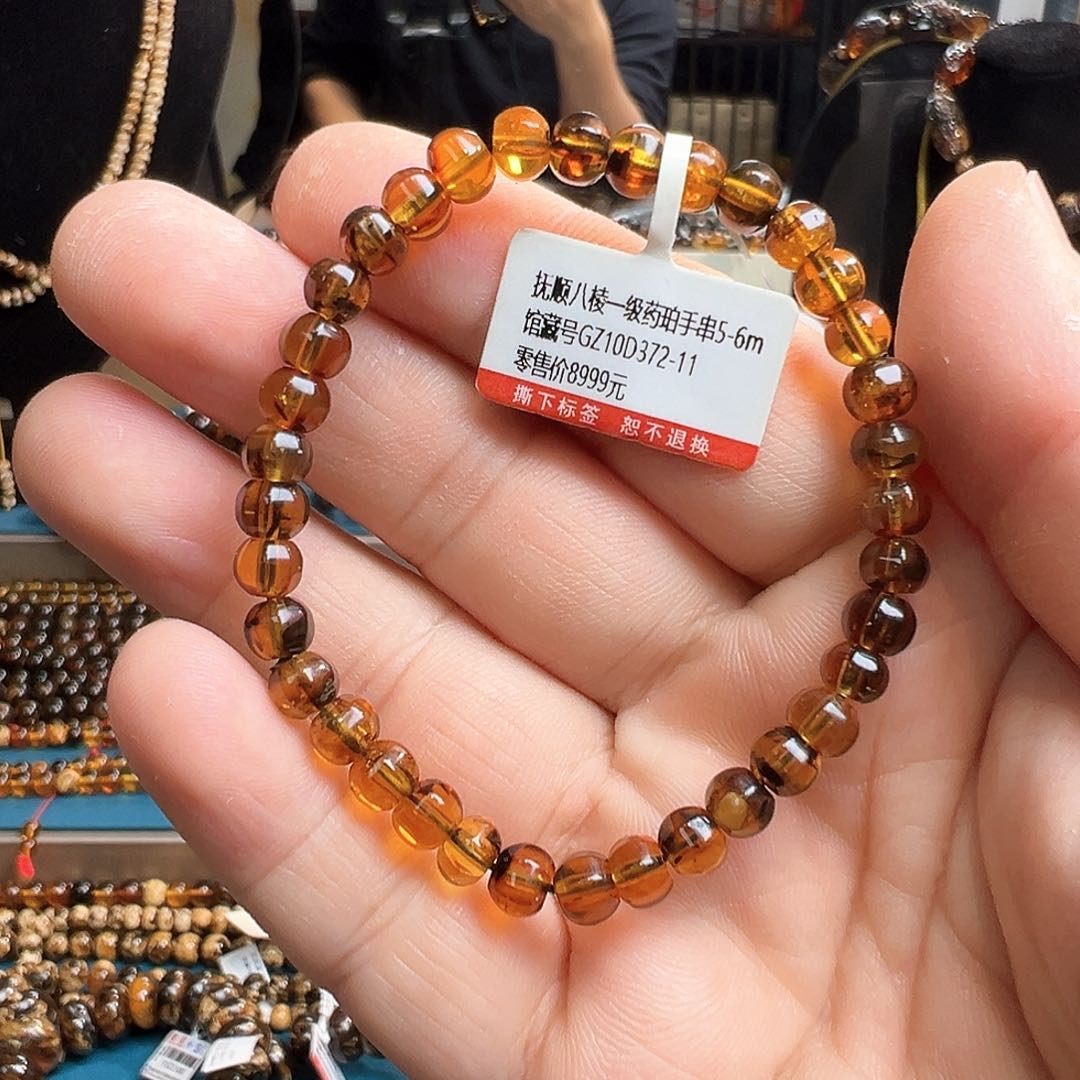 抚顺八棱一级药珀手串5-6m
馆藏号GZ10D372-11
零售价8999元
撕下标签 恕不退换